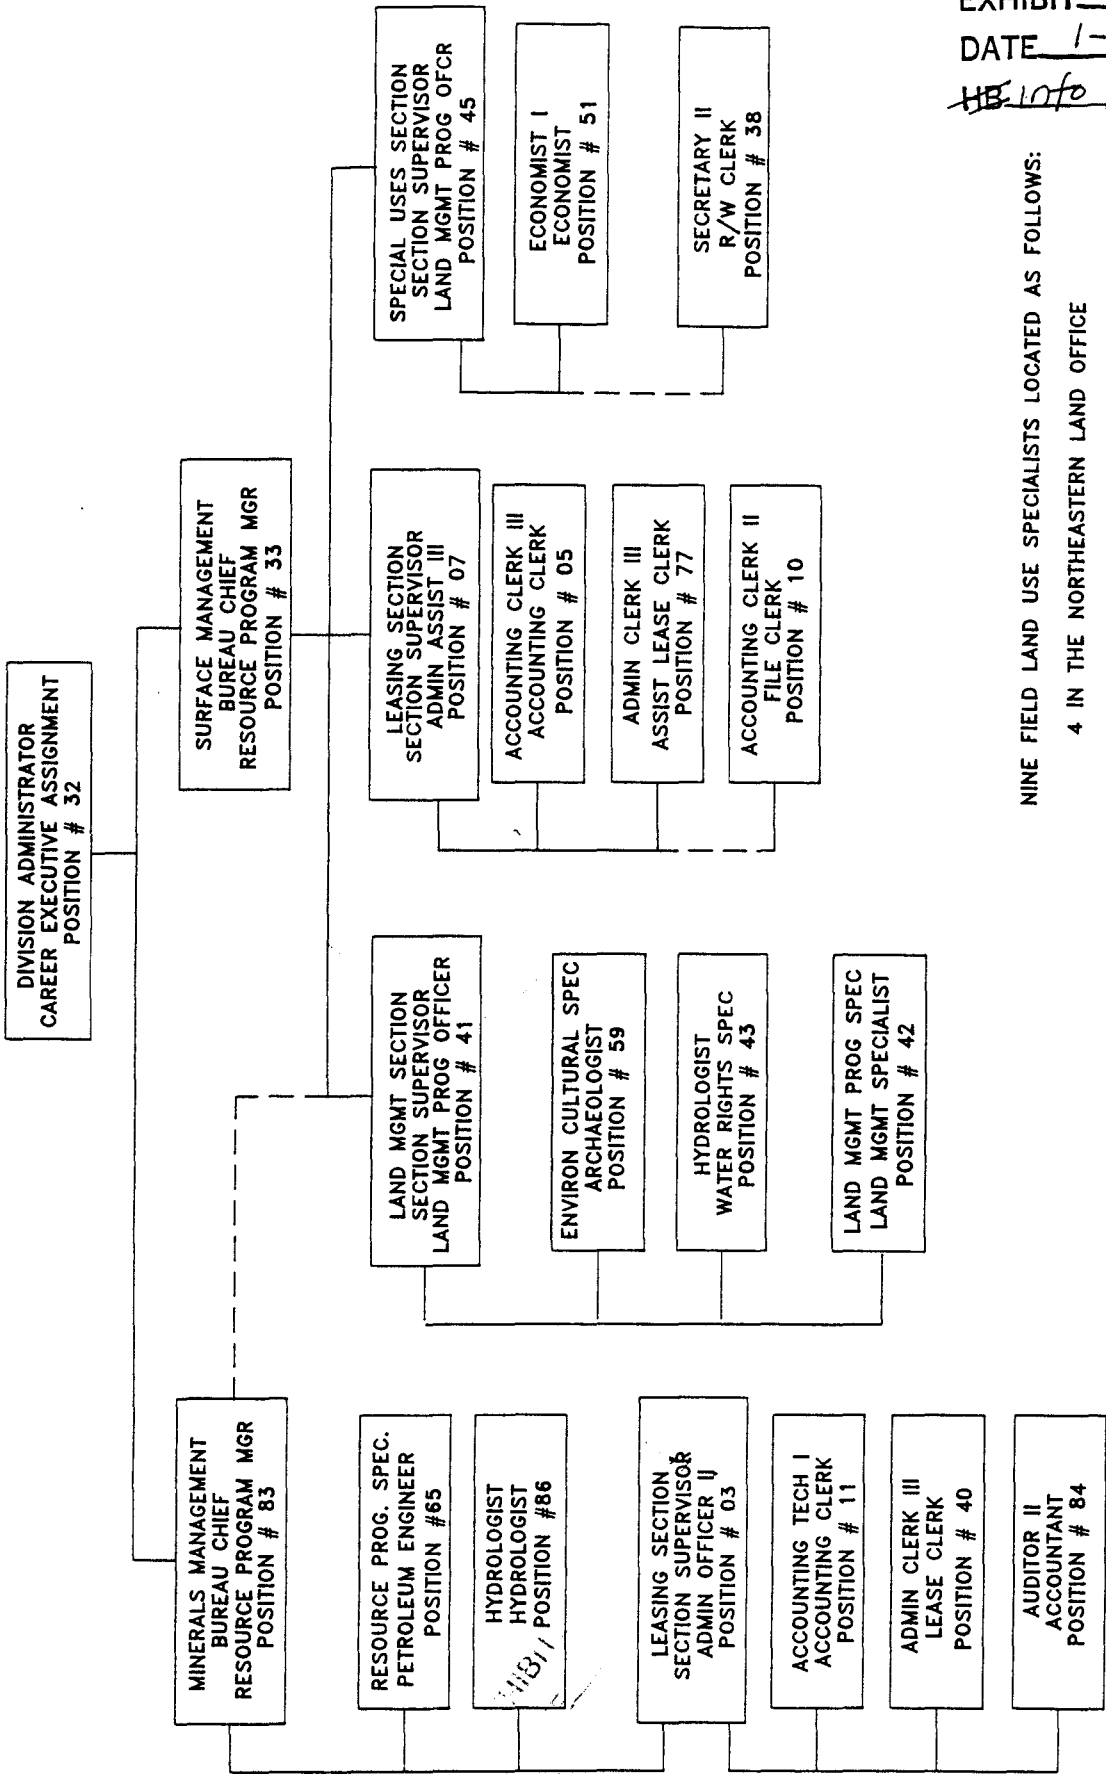 EXHIBIT
DATE 1-
HB info
DIVISION ADMINISTRATOR
CAREER EXECUTIVE ASSIGNMENT
POSITION # 32
MINERALS MANAGEMENT
BUREAU CHIEF
RESOURCE PROGRAM MGR
POSITION # 83
SURFACE MANAGEMENT
BUREAU CHIEF
RESOURCE PROGRAM MGR
POSITION # 33
RESOURCE PROG. SPEC.
PETROLEUM ENGINEER
POSITION #65
HYDROLOGIST
HYDROLOGIST
POSITION #86
LEASING SECTION
SECTION SUPERVISOR
ADMIN OFFICER II
POSITION # 03
ACCOUNTING TECH I
ACCOUNTING CLERK
POSITION # 11
ADMIN CLERK III
LEASE CLERK
POSITION # 40
AUDITOR II
ACCOUNTANT
POSITION # 84
LAND MGMT SECTION
SECTION SUPERVISOR
LAND MGMT PROG OFFICER
POSITION # 41
ENVIRON CULTURAL SPEC
ARCHAEOLOGIST
POSITION # 59
HYDROLOGIST
WATER RIGHTS SPEC
POSITION # 43
LAND MGMT PROG SPEC
LAND MGMT SPECIALIST
POSITION # 42
LEASING SECTION
SECTION SUPERVISOR
ADMIN ASSIST III
POSITION # 07
ACCOUNTING CLERK III
ACCOUNTING CLERK
POSITION # 05
ADMIN CLERK III
ASSIST LEASE CLERK
POSITION # 77
ACCOUNTING CLERK II
FILE CLERK
POSITION # 10
SPECIAL USES SECTION
SECTION SUPERVISOR
LAND MGMT PROG OFCR
POSITION # 45
ECONOMIST I
ECONOMIST
POSITION # 51
SECRETARY II
R/W CLERK
POSITION # 38
NINE FIELD LAND USE SPECIALISTS LOCATED AS FOLLOWS:
4 IN THE NORTHEASTERN LAND OFFICE